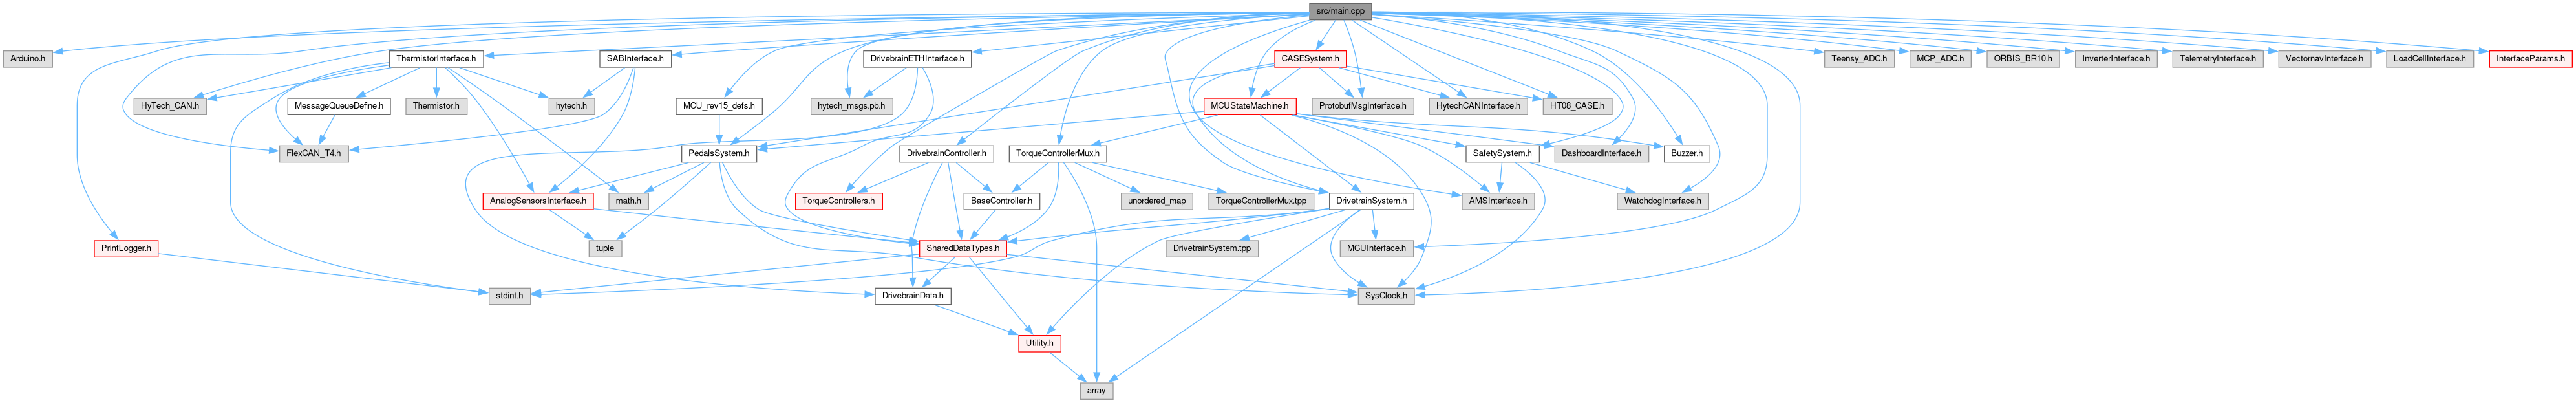 src/main.cpp
Arduino.h
ThermistorInterface.h
SABInterface.h
DrivebrainETHInterface.h
CASESystem.h
Teensy_ADC.h
MCP_ADC.h
ORBIS_BR10.h
InverterInterface.h
TelemetryInterface.h
VectornavInterface.h
LoadCellInterface.h
InterfaceParams.h
HyTech_CAN.h
MessageQueueDefine.h
Thermistor.h
hytech.h
MCU_rev15_defs.h
hytech_msgs.pb.h
MCUStateMachine.h
ProtobufMsgInterface.h
HytechCANInterface.h
HT08_CASE.h
FlexCAN_T4.h
PedalsSystem.h
DrivebrainController.h
TorqueControllerMux.h
SafetySystem.h
DashboardInterface.h
Buzzer.h
AnalogSensorsInterface.h
math.h
TorqueControllers.h
BaseController.h
unordered_map
TorqueControllerMux.tpp
DrivetrainSystem.h
AMSInterface.h
WatchdogInterface.h
PrintLogger.h
tuple
SharedDataTypes.h
DrivetrainSystem.tpp
MCUInterface.h
stdint.h
DrivebrainData.h
SysClock.h
Utility.h
array